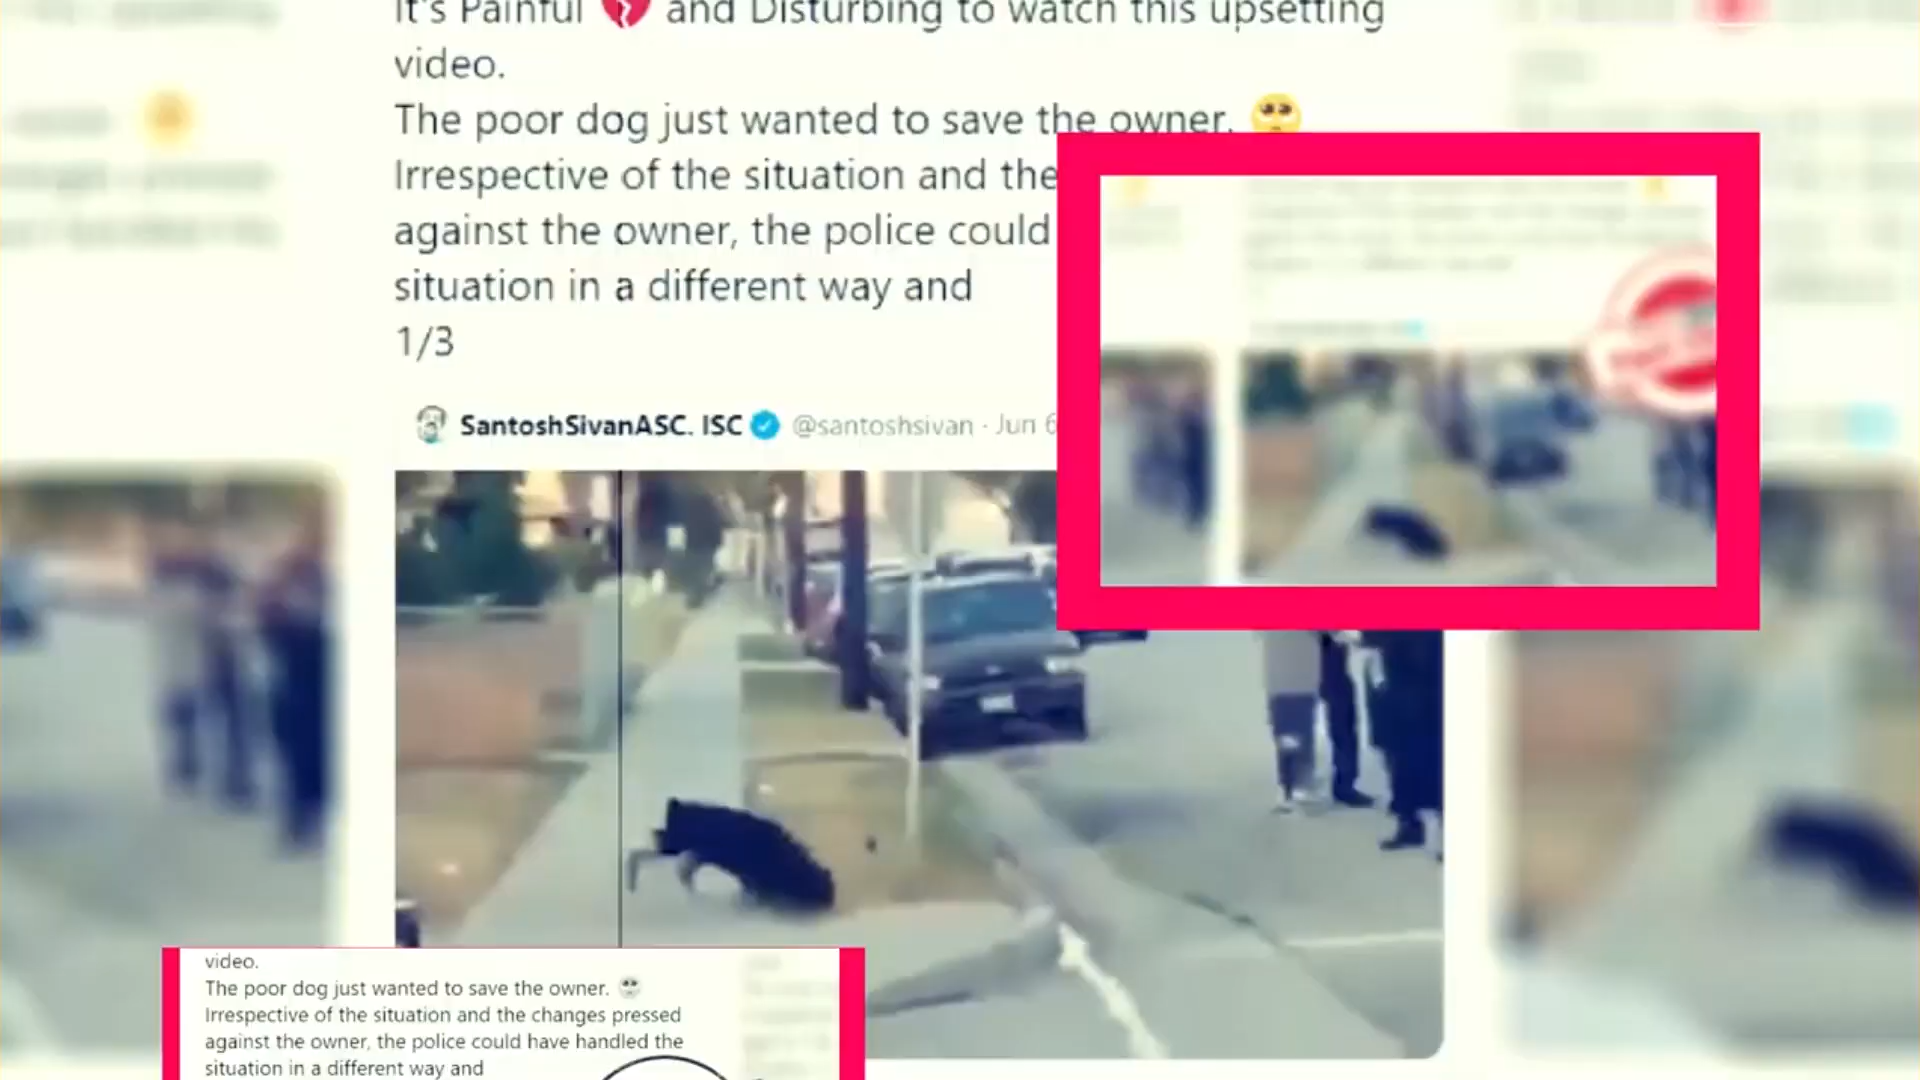 It's Painful 💔 and Disturbing to watch this upsetting
video.
The poor dog just wanted to save the owner. 🥺
Irrespective of the situation and the
against the owner, the police could
situation in a different way and
1/3
SantoshSivanASC. ISC @santoshsivan · Jun 6
video.
The poor dog just wanted to save the owner. 🥺
Irrespective of the situation and the changes pressed
against the owner, the police could have handled the
situation in a different way and